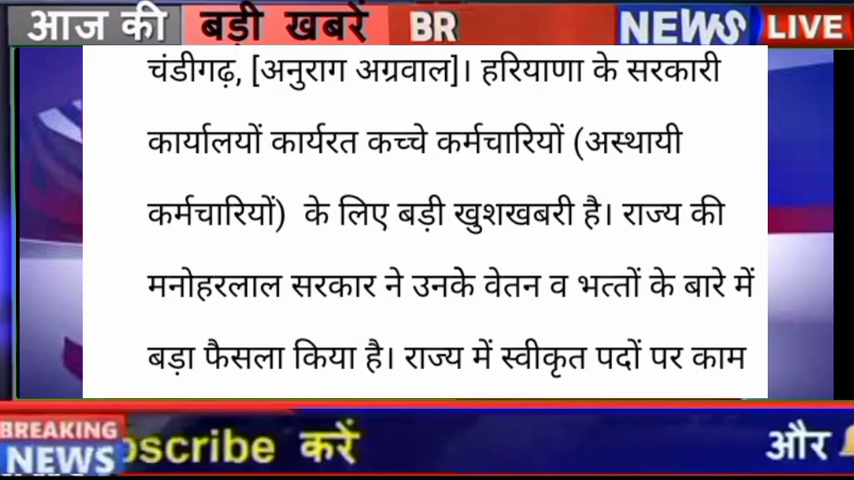 आज की बड़ी खबरें BR NEWS LIVE
चंडीगढ़, [अनुराग अग्रवाल]। हरियाणा के सरकारी
कार्यालयों कार्यरत कच्चे कर्मचारियों (अस्थायी
कर्मचारियों) के लिए बड़ी खुशखबरी है। राज्य की
मनोहरलाल सरकार ने उनके वेतन व भत्तों के बारे में
बड़ा फैसला किया है। राज्य में स्वीकृत पदों पर काम
BREAKING
NEWS
bscribe करें और